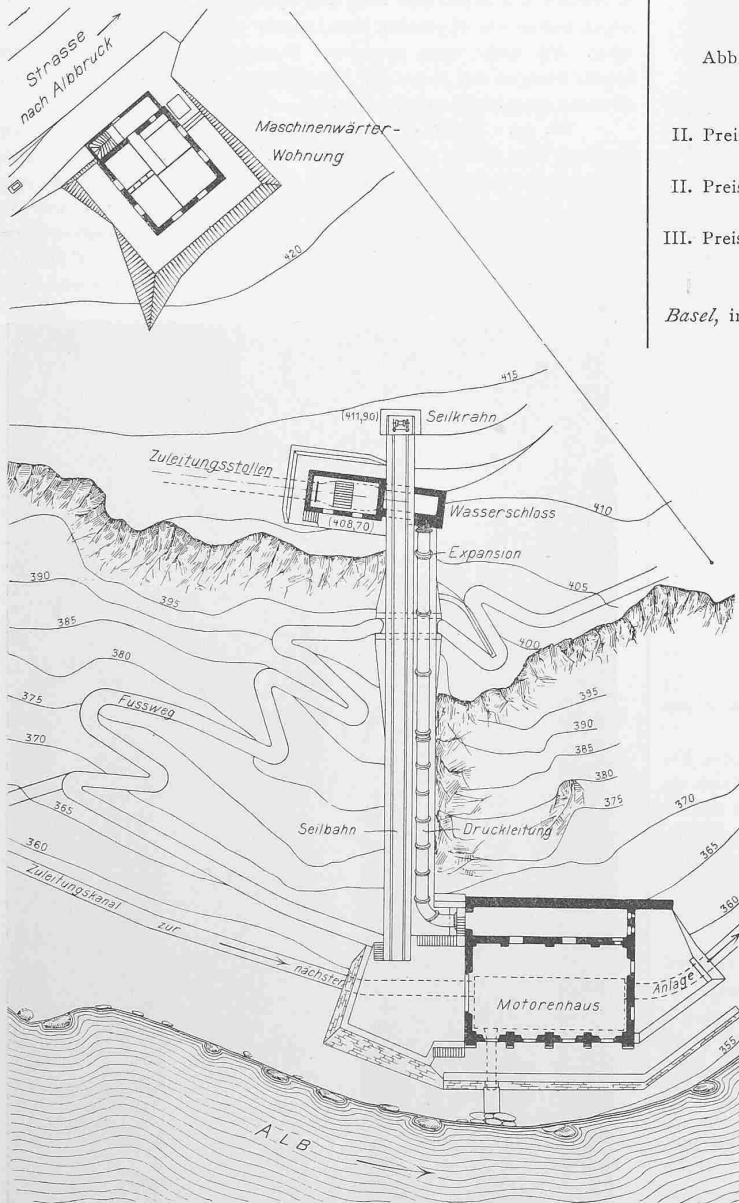 Strasse
nach Albbruck
Abb
Maschinenwärter-
Wohnung
II. Prei
II. Preis
III. Preis
420
Basel, in
415
(411,90)
Seilkrahn
Zuleitungsstollen
Wasserschloss
410
(408,70)
Expansion
405
390
395
400
385
380
395
375
Fussweg
390
370
385
380
375
370
365
Seilbahn
Druckleitung
360
365
Zuleitungskanal
zur
360
nächsten
Anlage
Motorenhaus
355
ALB